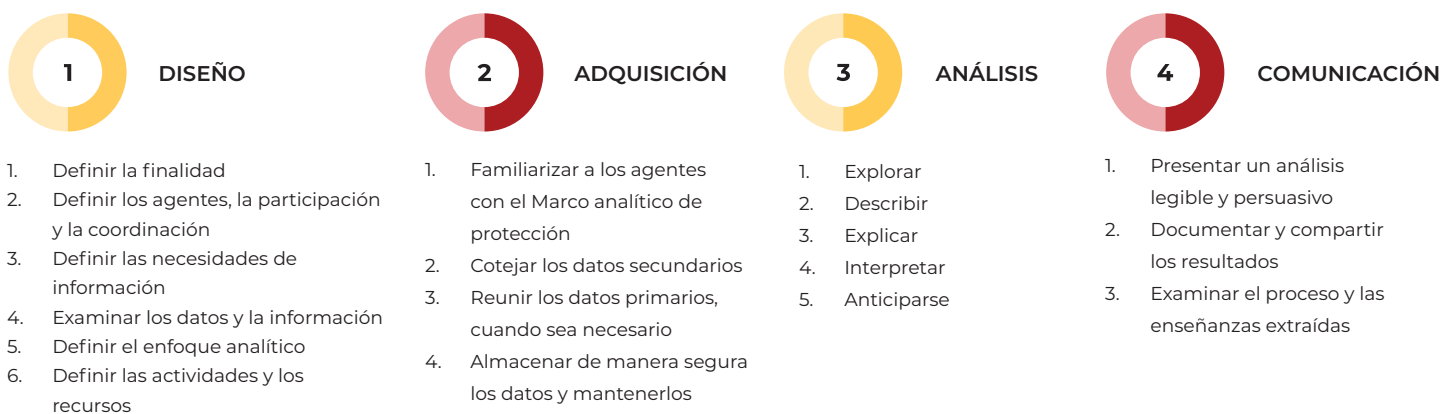 1
DISEÑO
1. Definir la finalidad
2. Definir los agentes, la participación
y la coordinación
3. Definir las necesidades de
información
4. Examinar los datos y la información
5. Definir el enfoque analítico
6. Definir las actividades y los
recursos
2
ADQUISICIÓN
1. Familiarizar a los agentes
con el Marco analítico de
protección
2. Cotejar los datos secundarios
3. Reunir los datos primarios,
cuando sea necesario
4. Almacenar de manera segura
los datos y mantenerlos
3
ANÁLISIS
1. Explorar
2. Describir
3. Explicar
4. Interpretar
5. Anticiparse
4
COMUNICACIÓN
1. Presentar un análisis
legible y persuasivo
2. Documentar y compartir
los resultados
3. Examinar el proceso y las
enseñanzas extraídas